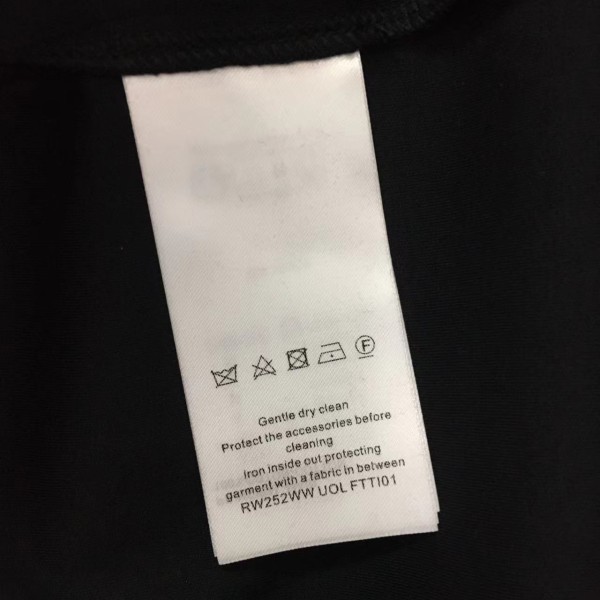 F
Gentle dry clean
Protect the accessories before
cleaning
Iron inside out protecting
garment with a fabric in between
RW252WW UOL FTTI01